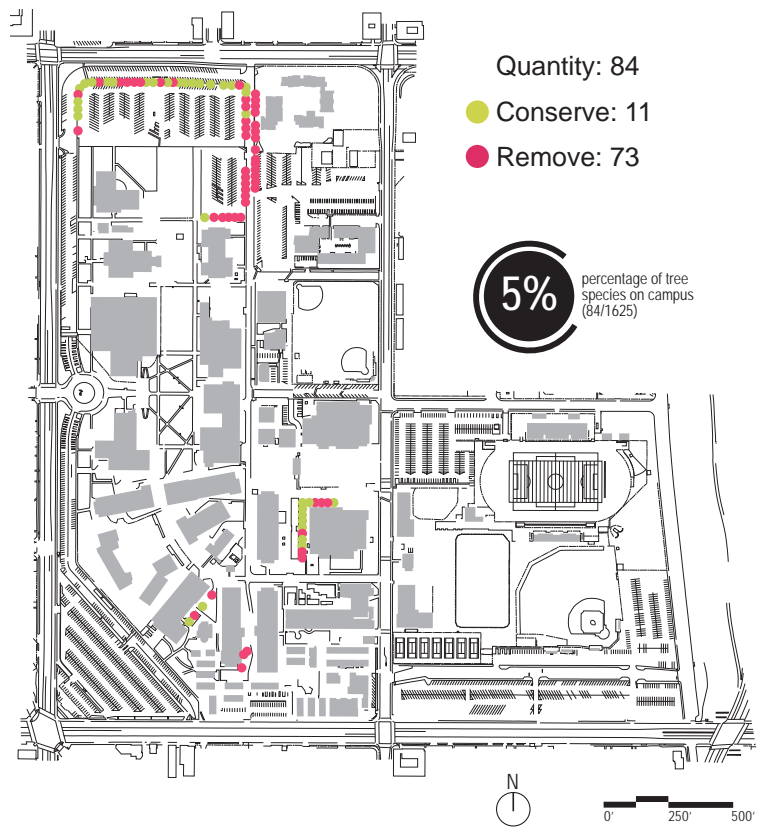 Quantity: 84
Conserve: 11
Remove: 73
5%
percentage of tree
species on campus
(84/1625)
N
0' 250' 500'